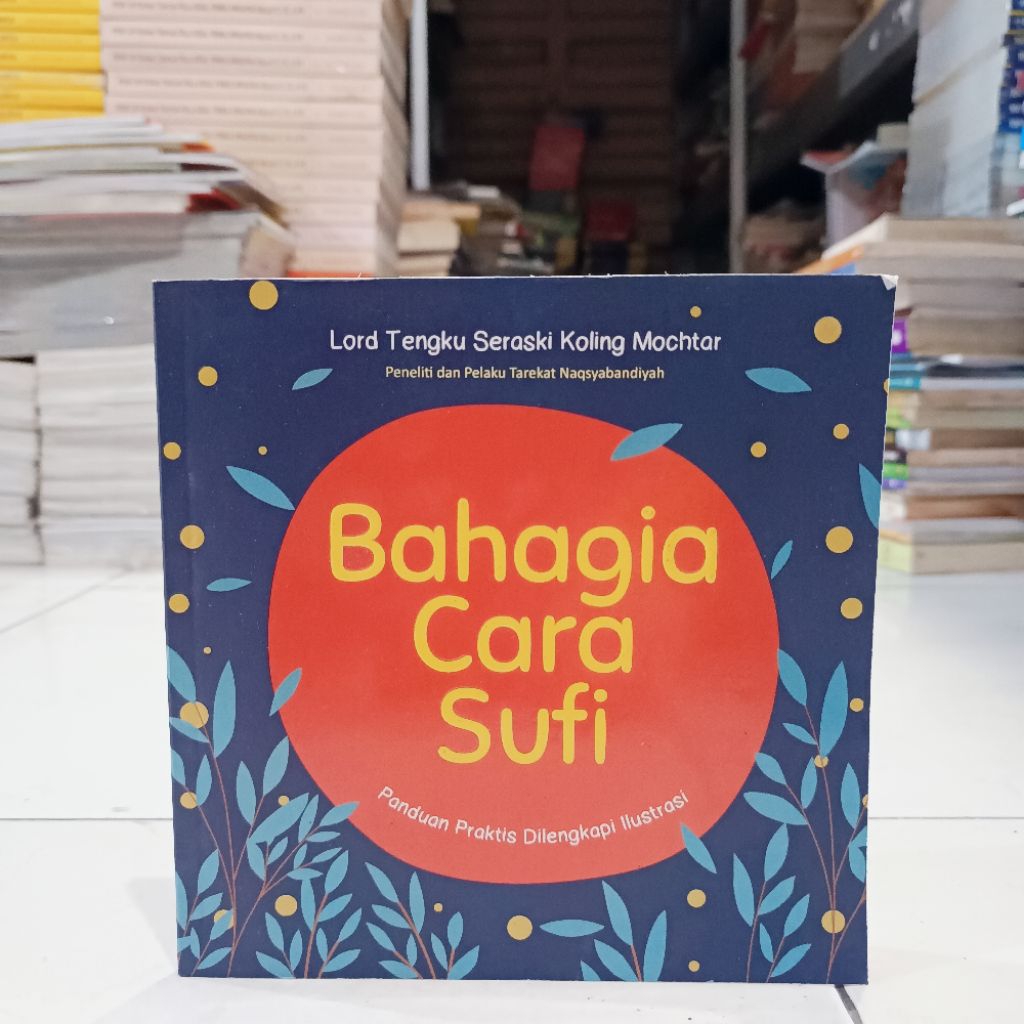 Lord Tengku Seraski Koling Mochtar
Peneliti dan Pelaku Tarekat Naqsyabandiyah
Bahagia
Cara
Sufi
Panduan Praktis Dilengkapi Ilustrasi